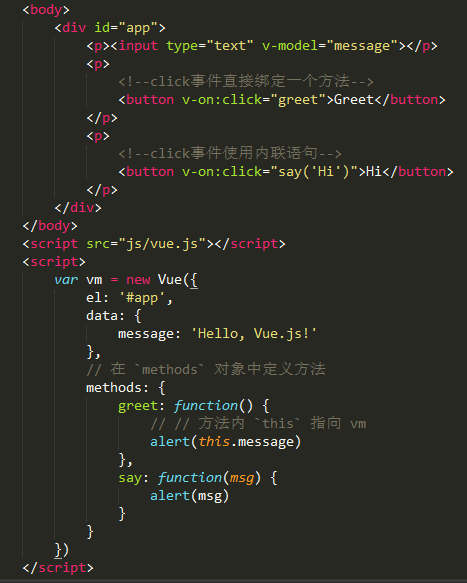 <body>
    <div id="app">
        <p><input type="text" v-model="message"></p>
        <p>
            <!--click事件直接绑定一个方法-->
            <button v-on:click="greet">Greet</button>
        </p>
        <p>
            <!--click事件使用内联语句-->
            <button v-on:click="say('Hi')">Hi</button>
        </p>
    </div>
</body>
<script src="js/vue.js"></script>
<script>
    var vm = new Vue({
        el: '#app',
        data: {
            message: 'Hello, Vue.js!'
        },
        // 在 `methods` 对象中定义方法
        methods: {
            greet: function() {
                // // 方法内 `this` 指向 vm
                alert(this.message)
            },
            say: function(msg) {
                alert(msg)
            }
        }
    })
</script>